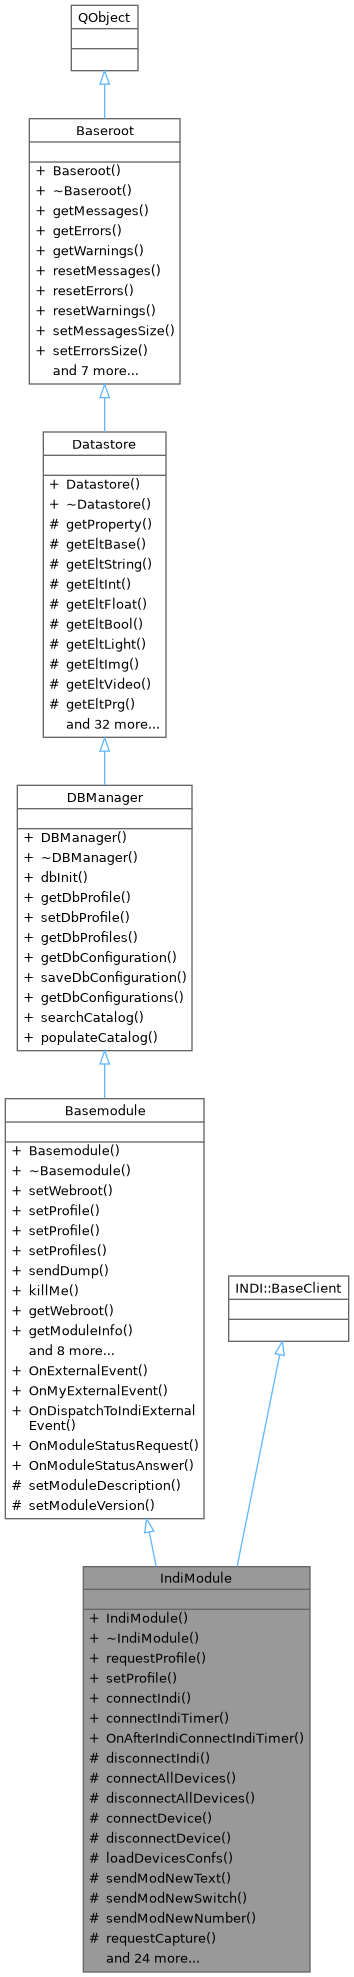 QObject
Baseroot
+ Baseroot()
+ ~Baseroot()
+ getMessages()
+ getErrors()
+ getWarnings()
+ resetMessages()
+ resetErrors()
+ resetWarnings()
+ setMessagesSize()
+ setErrorsSize()
and 7 more...
Datastore
+ Datastore()
+ ~Datastore()
# getProperty()
# getEltBase()
# getEltString()
# getEltInt()
# getEltFloat()
# getEltBool()
# getEltLight()
# getEltImg()
# getEltVideo()
# getEltPrg()
and 32 more...
DBManager
+ DBManager()
+ ~DBManager()
+ dbInit()
+ getDbProfile()
+ setDbProfile()
+ getDbProfiles()
+ getDbConfiguration()
+ saveDbConfiguration()
+ getDbConfigurations()
+ searchCatalog()
+ populateCatalog()
Basemodule
+ Basemodule()
+ ~Basemodule()
+ setWebroot()
+ setProfile()
+ setProfile()
+ setProfiles()
+ sendDump()
+ killMe()
+ getWebroot()
+ getModuleInfo()
and 8 more...
+ OnExternalEvent()
+ OnMyExternalEvent()
+ OnDispatchToIndiExternal
Event()
+ OnModuleStatusRequest()
+ OnModuleStatusAnswer()
# setModuleDescription()
# setModuleVersion()
INDI::BaseClient
IndiModule
+ IndiModule()
+ ~IndiModule()
+ requestProfile()
+ setProfile()
+ connectIndi()
+ connectIndiTimer()
+ OnAfterIndiConnectIndiTimer()
# disconnectIndi()
# connectAllDevices()
# disconnectAllDevices()
# connectDevice()
# disconnectDevice()
# loadDevicesConfs()
# sendModNewText()
# sendModNewSwitch()
# sendModNewNumber()
# requestCapture()
and 24 more...